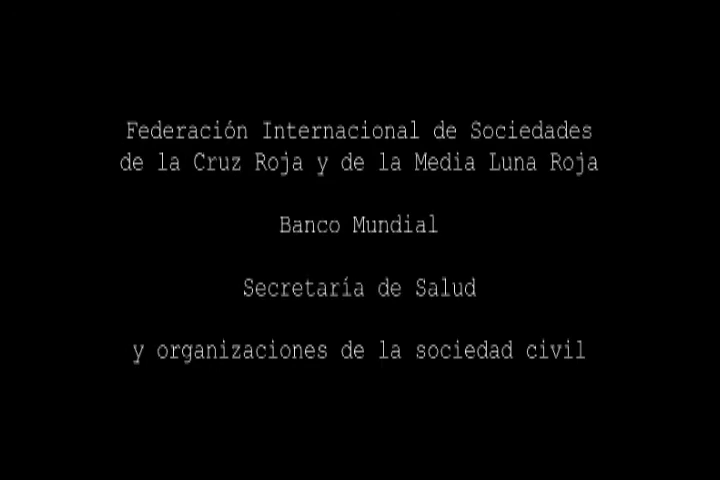 Federación Internacional de Sociedades
de la Cruz Roja y de la Media Luna Roja
Banco Mundial
Secretaría de Salud
y organizaciones de la sociedad civil